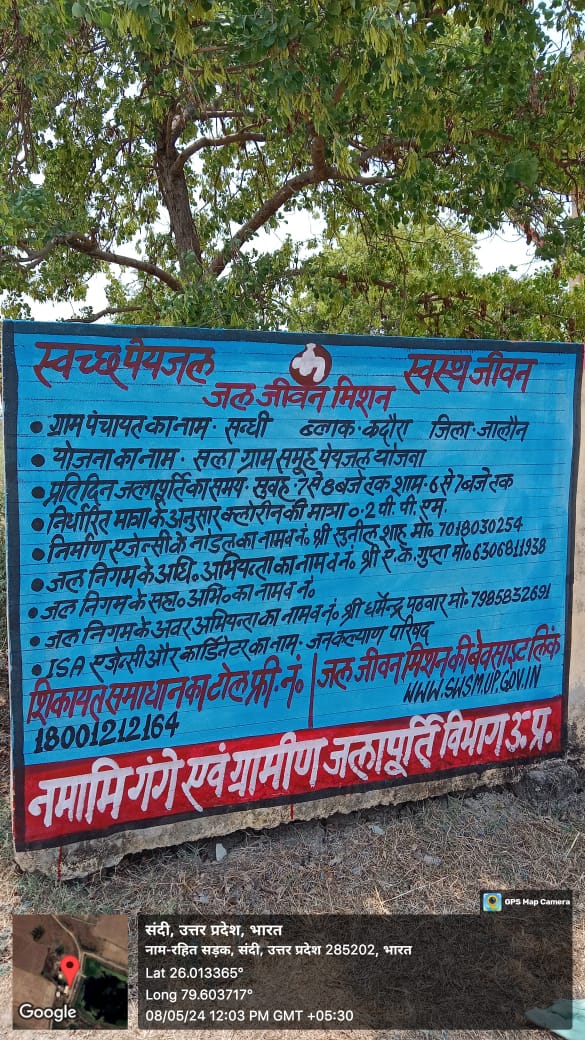 स्वच्छ पेयजल स्वस्थ जीवन
जल जीवन मिशन
• ग्राम पंचायत का नाम - सन्धी ब्लाक - कदौरा जिला - जालौन
• योजना का नाम - सला ग्राम समूह पेयजल योजना
• प्रतिदिन जलापूर्ति का समय - सुवह - 7 से 8 बजे तक शाम - 6 से 7 बजे तक
• निर्धारित मात्रा के अनुसार क्लोरीन की मात्रा 0.2 पी. पी. एम.
• निर्माण एजेन्सी के नोडल का नाम व नं. श्री सुनील शाहू मो० 7018030254
• जल निगम के अधि. अभियन्ता का नाम व नं. श्री ए. के. गुप्ता मो० 6306811938
• जल निगम के सहा. अभि. का नाम व नं.
• जल निगम के अवर अभियन्ता का नाम व नं. श्री धर्मेन्द्र पटवार मो. 7985832691
• ISA एजेन्सी और कार्डिनेटर का नाम. जनकल्याण परिषद
शिकायत समाधान का टोल फ्री. नं.
18001212164
जल जीवन मिशन की बेवसाइट लिंक
WWW.SWSM.UP.GOV.IN
नमामि गंगे एवं ग्रामीण जलापूर्ति विभाग उ. प्र.
GPS Map Camera
संदी, उत्तर प्रदेश, भारत
नाम-रहित सड़क, संदी, उत्तर प्रदेश 285202, भारत
Lat 26.013365°
Long 79.603717°
08/05/24 12:03 PM GMT +05:30
Google